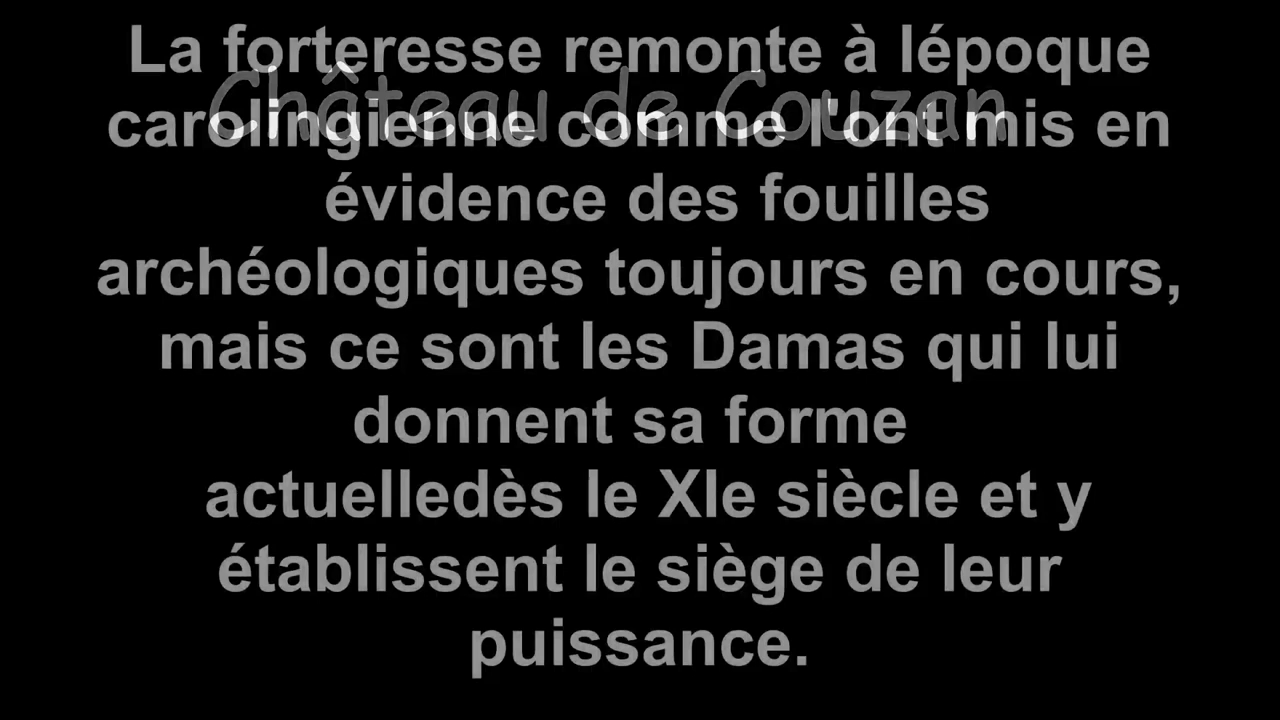 La forteresse remonte à lépoque
Château de Couzan
carolingienne comme l'ont mis en
évidence des fouilles
archéologiques toujours en cours,
mais ce sont les Damas qui lui
donnent sa forme
actuelledès le XIe siècle et y
établissent le siège de leur
puissance.